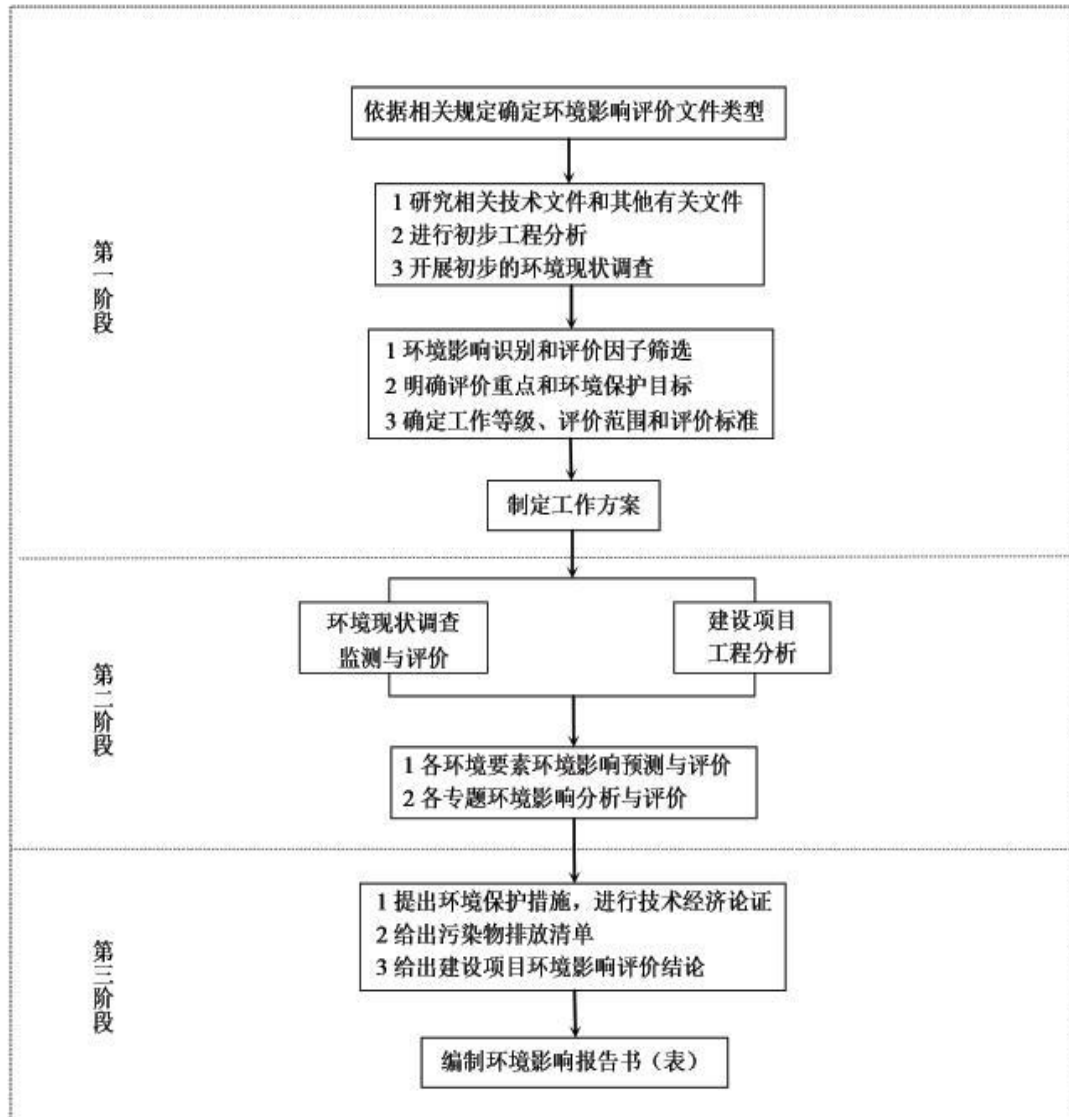 依据相关规定确定环境影响评价文件类型
1 研究相关技术文件和其他有关文件
2 进行初步工程分析
3 开展初步的环境现状调查
第一阶段
1 环境影响识别和评价因子筛选
2 明确评价重点和环境保护目标
3 确定工作等级、评价范围和评价标准
制定工作方案
环境现状调查
监测与评价
建设项目
工程分析
第二阶段
1 各环境要素环境影响预测与评价
2 各专题环境影响分析与评价
1 提出环境保护措施，进行技术经济论证
2 给出污染物排放清单
3 给出建设项目环境影响评价结论
第三阶段
编制环境影响报告书（表）